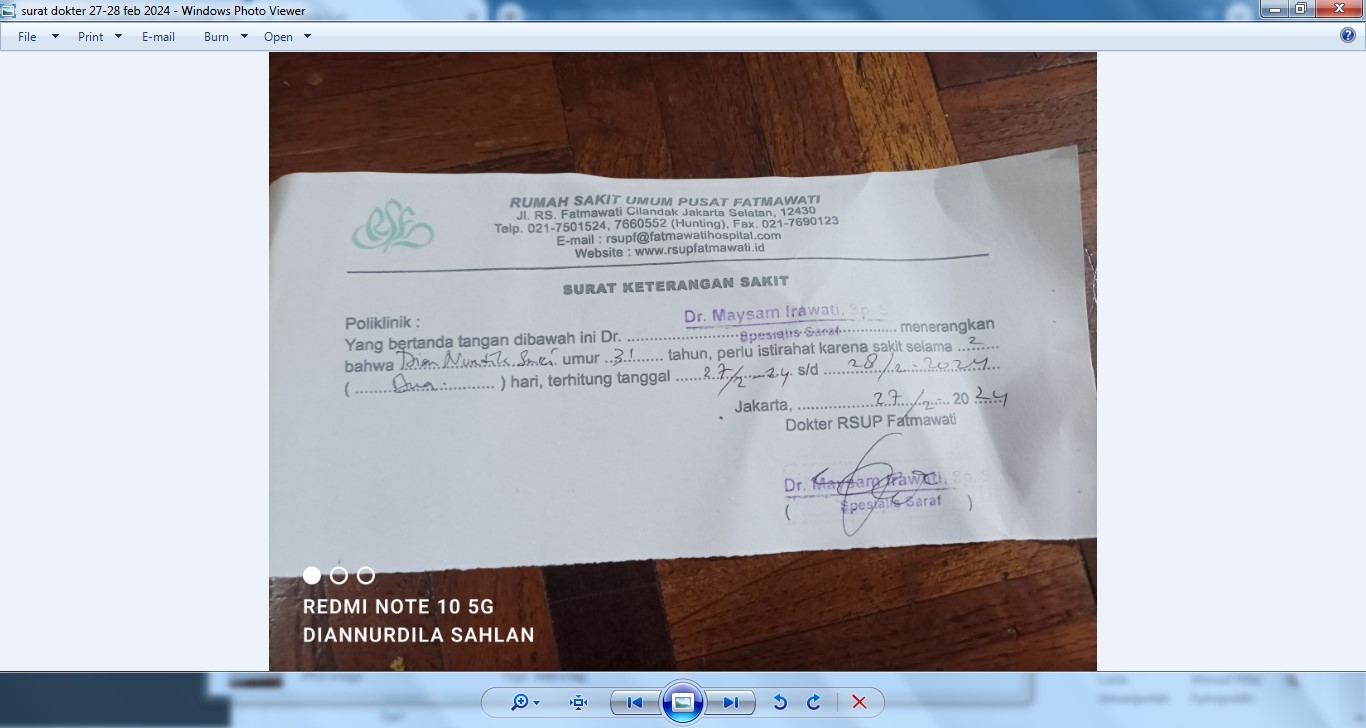 surat dokter 27-28 feb 2024 - Windows Photo Viewer
File Print E-mail Burn Open
RUMAH SAKIT UMUM PUSAT FATMAWATI
Jl. RS. Fatmawati Cilandak Jakarta Selatan, 12430
Telp. 021-7501524, 7660552 (Hunting), Fax. 021-7690123
E-mail : rsupf@fatmawatihospital.com
Website : www.rsupfatmawati.id
SURAT KETERANGAN SAKIT
Poliklinik :
Dr. Maysam Irawati, Sp. S
Spesialis Saraf
Yang bertanda tangan dibawah ini Dr. ........ menerangkan
bahwa Dian umur 31 tahun, perlu istirahat karena sakit selama 2
( Dua ) hari, terhitung tanggal 27/2-24 s/d 28/2-2024
Jakarta, 27/2- 2024
Dokter RSUP Fatmawati
Dr. Maysam Irawati, Sp. S
( Spesialis Saraf )
REDMI NOTE 10 5G
DIANNURDILA SAHLAN